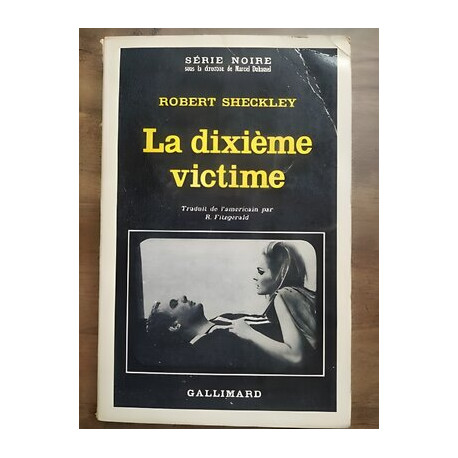 SÉRIE NOIRE
sous la direction de Marcel Duhamel
ROBERT SHECKLEY
La dixième
victime
Traduit de l'américain par
R. Fitzgerald
GALLIMARD